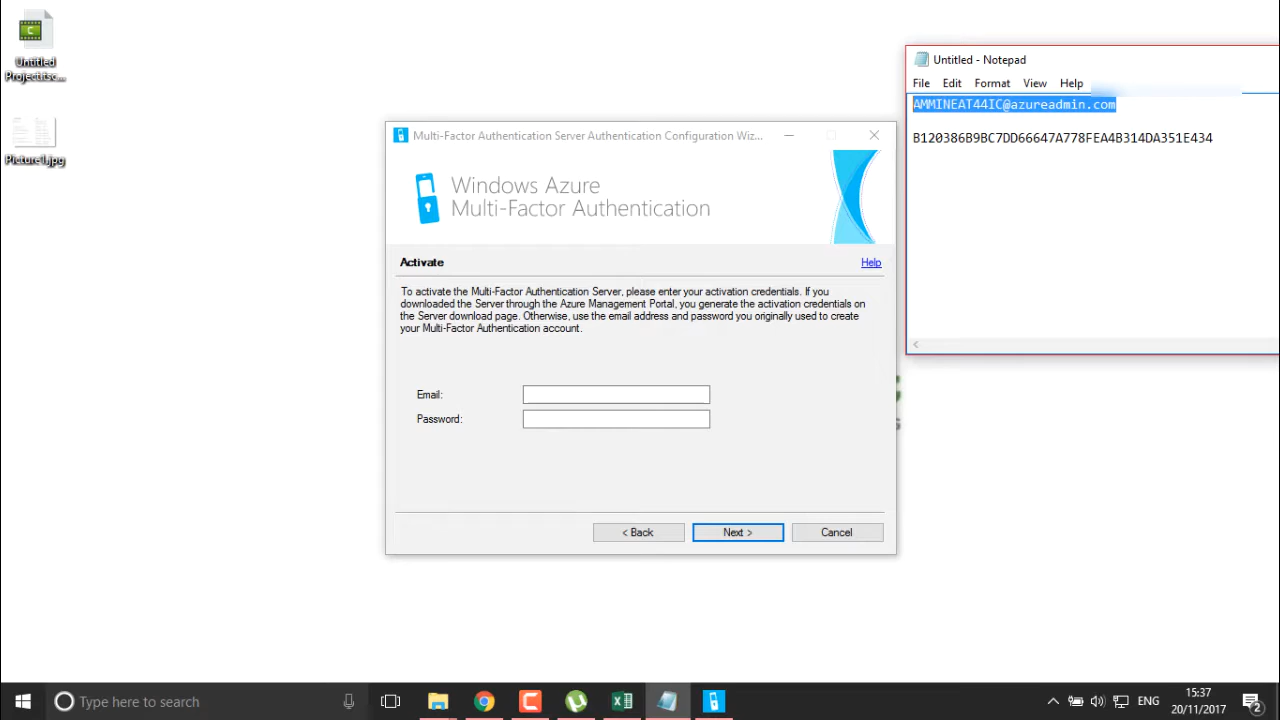 Untitled
Project.tsc...
Picture1.jpg
Multi-Factor Authentication Server Authentication Configuration Wiz...
Windows Azure
Multi-Factor Authentication
Activate
Help
To activate the Multi-Factor Authentication Server, please enter your activation credentials. If you
downloaded the Server through the Azure Management Portal, you generate the activation credentials on
the Server download page. Otherwise, use the email address and password you originally used to create
your Multi-Factor Authentication account.
Email:
Password:
< Back
Next >
Cancel
Untitled - Notepad
File Edit Format View Help
AMMINEAT44IC@azureadmin.com
B120386B9BC7DD66647A778FEA4B314DA351E434
Type here to search
ENG
15:37
20/11/2017
2